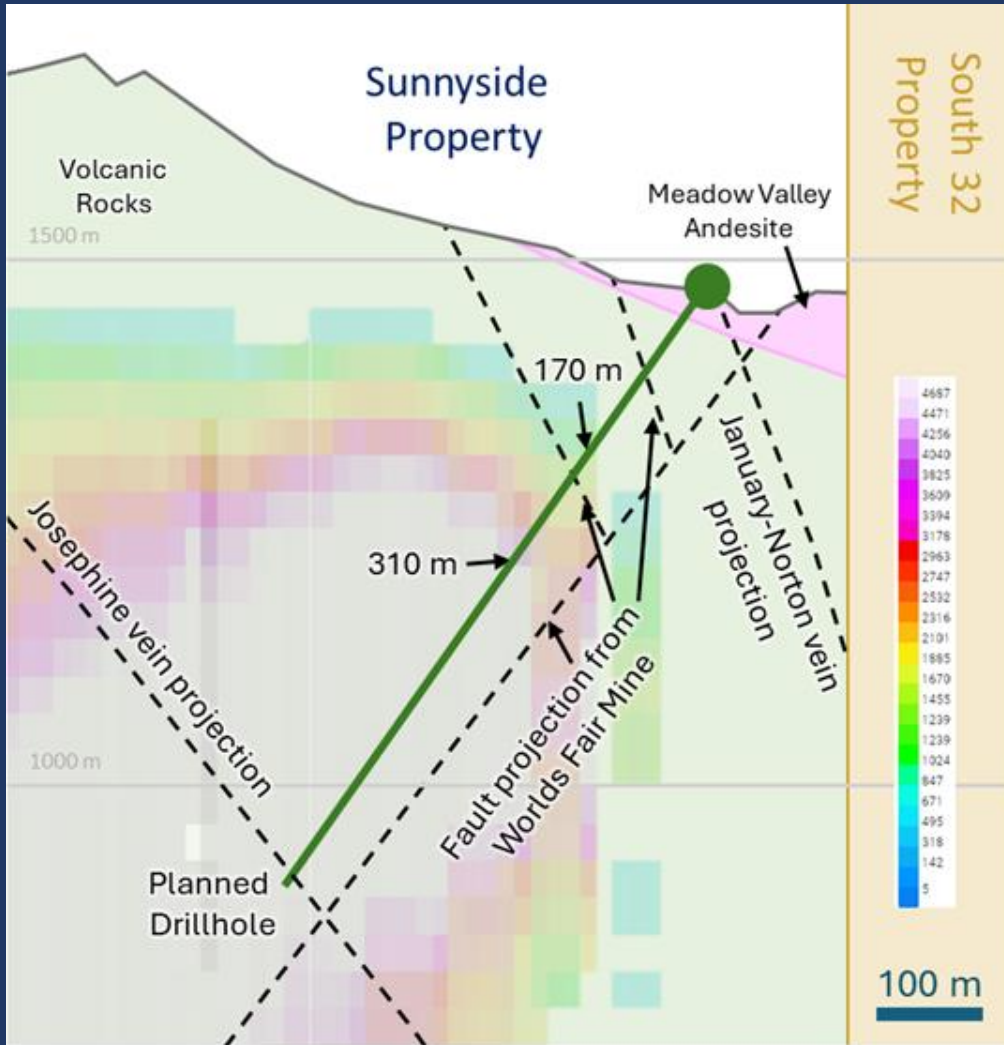 Sunnyside
Property
South 32
Property
Volcanic
Rocks
Meadow Valley
Andesite
1500 m
170 m
310 m
January-Norton vein
projection
Josephine vein projection
Fault projection from
Worlds Fair Mine
1000 m
Planned
Drillhole
4687
4471
4256
4040
3825
3609
3394
3178
2963
2747
2532
2316
2101
1885
1670
1455
1239
1239
1024
847
671
495
318
142
5
100 m